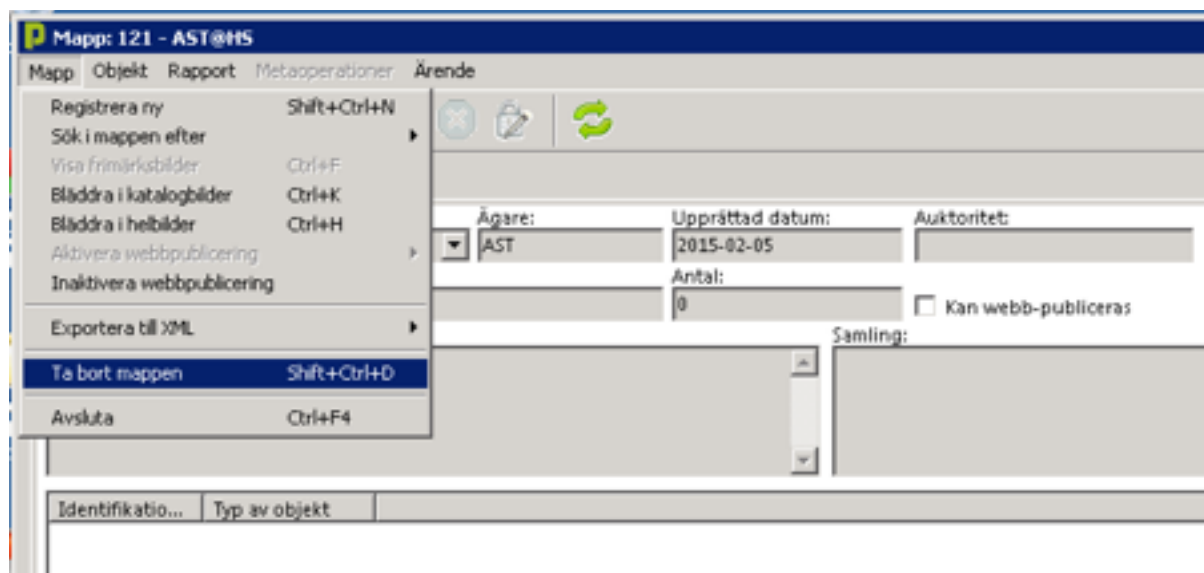 Mapp: 121 - AST@HS
Mapp Objekt Rapport Metaoperationer Ärende
Registrera ny Shift+Ctrl+N
Sök i mappen efter
Visa frimärksbilder Ctrl+F
Bläddra i katalogbilder Ctrl+K
Bläddra i helbilder Ctrl+H
Aktivera webbpublicering
Inaktivera webbpublicering
Exportera till XML
Ta bort mappen Shift+Ctrl+D
Avsluta Ctrl+F4
Ägare: Upprättad datum: Auktoritet:
AST 2015-02-05
Antal:
0 Kan webb-publiceras
Samling:
Identifikatio... Typ av objekt